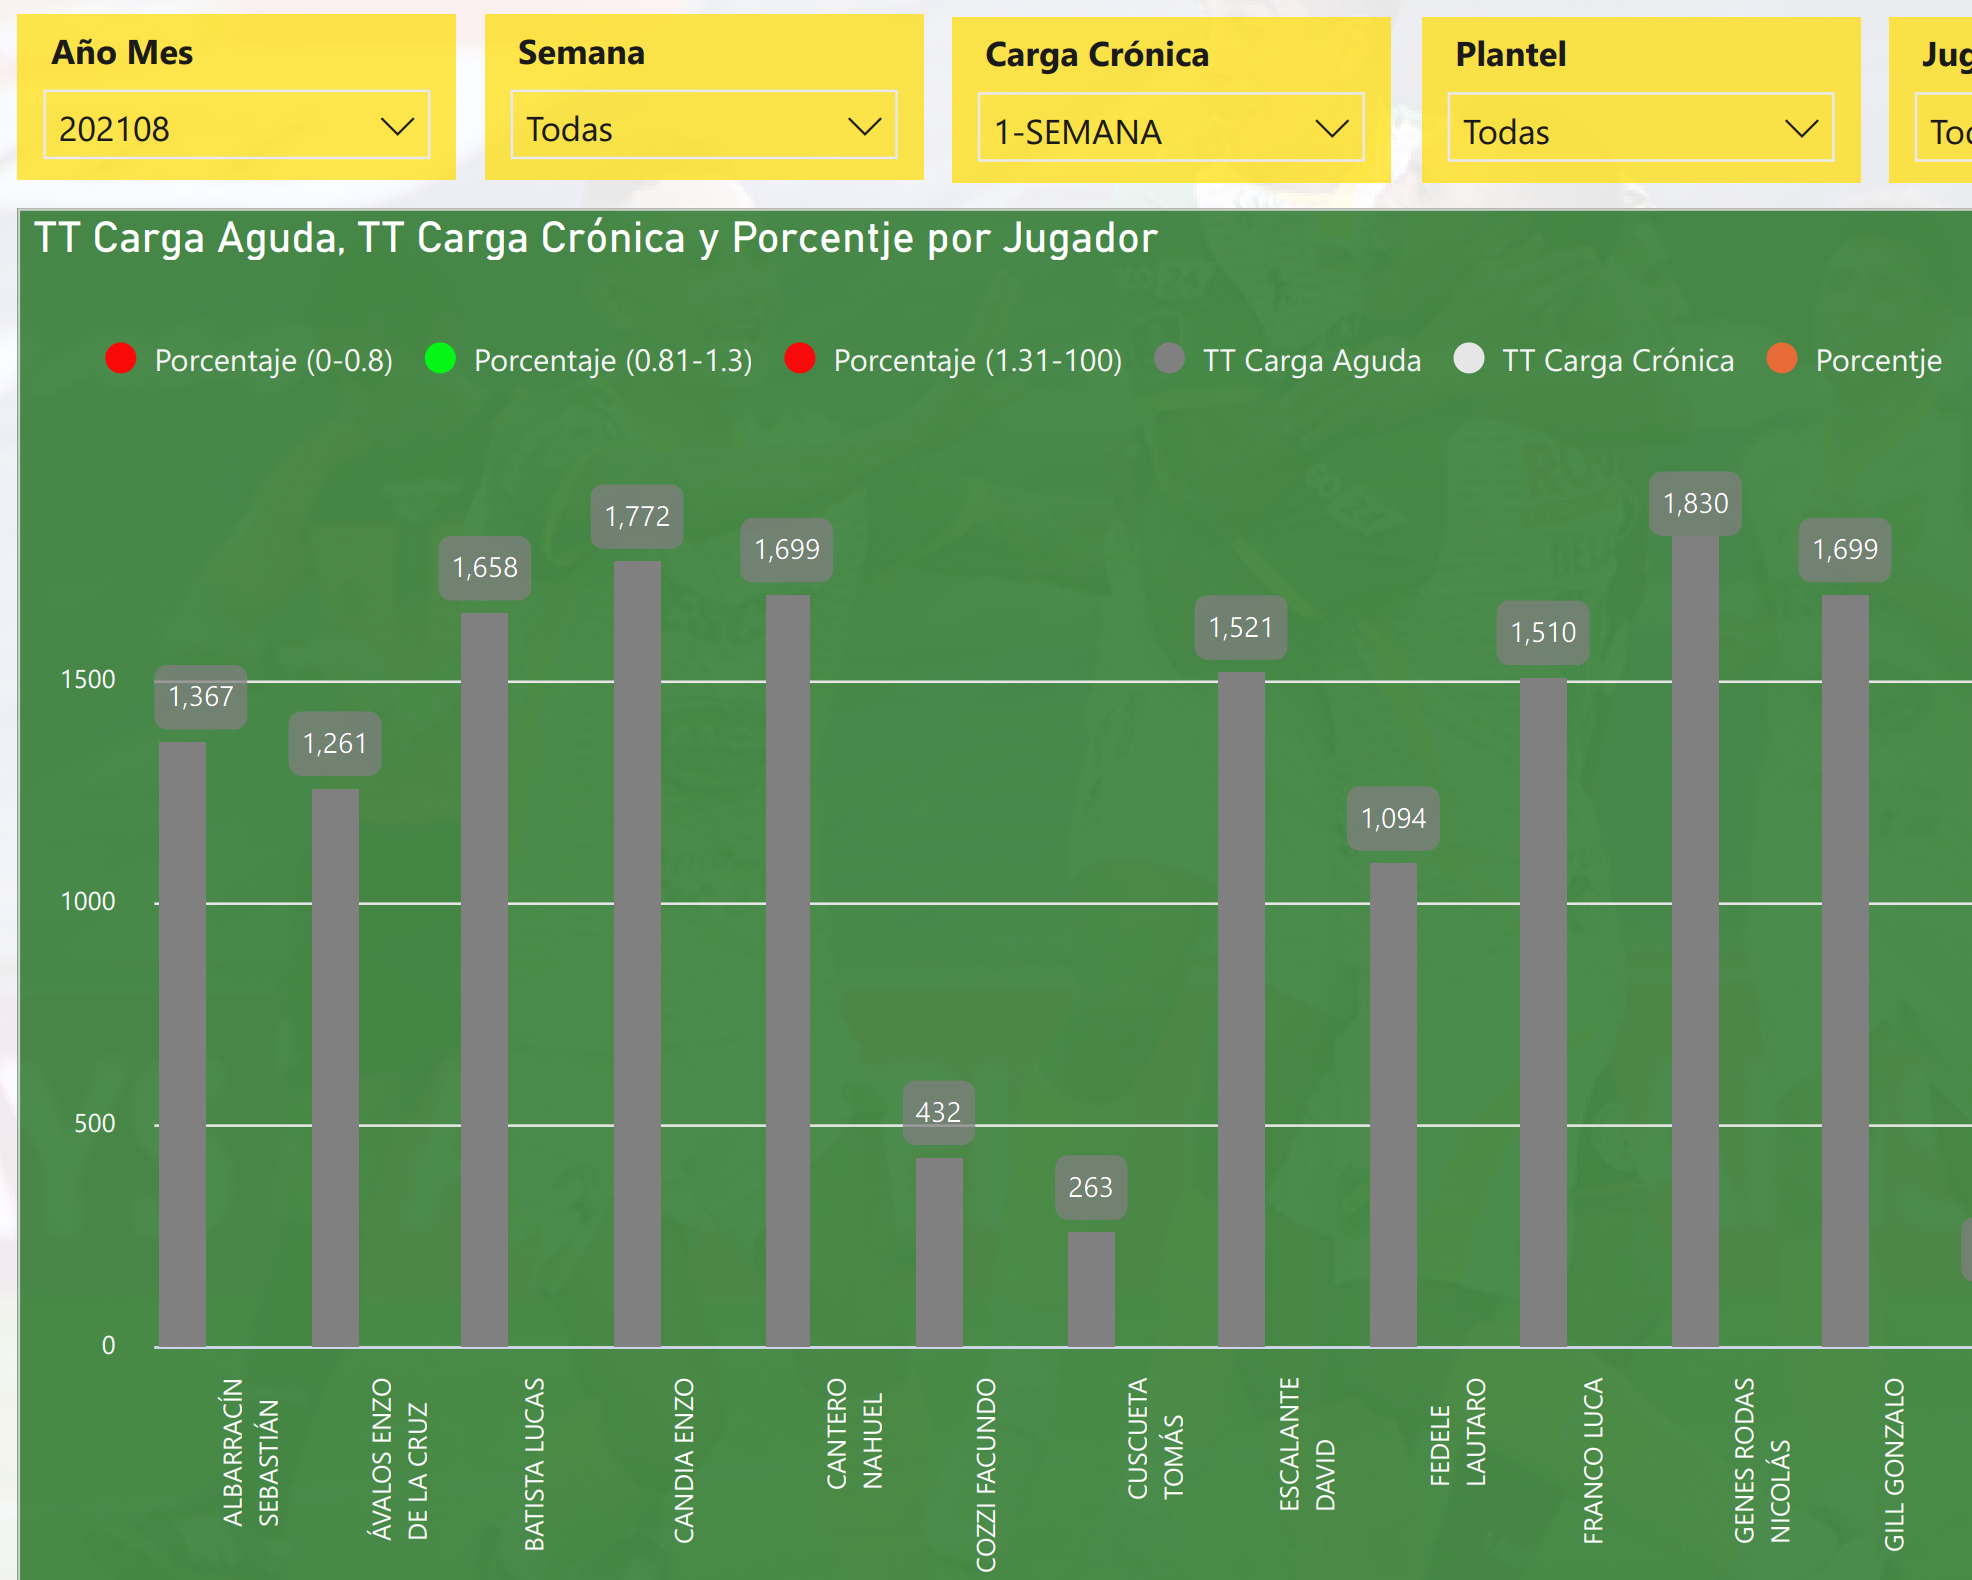 Año Mes
202108
Semana
Todas
Carga Crónica
1-SEMANA
Plantel
Todas
TT Carga Aguda, TT Carga Crónica y Porcentje por Jugador
Porcentaje (0-0.8)
Porcentaje (0.81-1.3)
Porcentaje (1.31-100)
TT Carga Aguda
TT Carga Crónica
Porcentje
1500
1000
500
0
1,367
1,261
1,658
1,772
1,699
432
263
1,521
1,094
1,510
1,830
1,699
ALBARRACÍN
SEBASTIÁN
ÁVALOS ENZO
DE LA CRUZ
BATISTA LUCAS
CANDIA ENZO
CANTERO
NAHUEL
COZZI FACUNDO
CUSCUETA
TOMÁS
ESCALANTE
DAVID
FEDELE
LAUTARO
FRANCO LUCA
GENES RODAS
NICOLÁS
GILL GONZALO